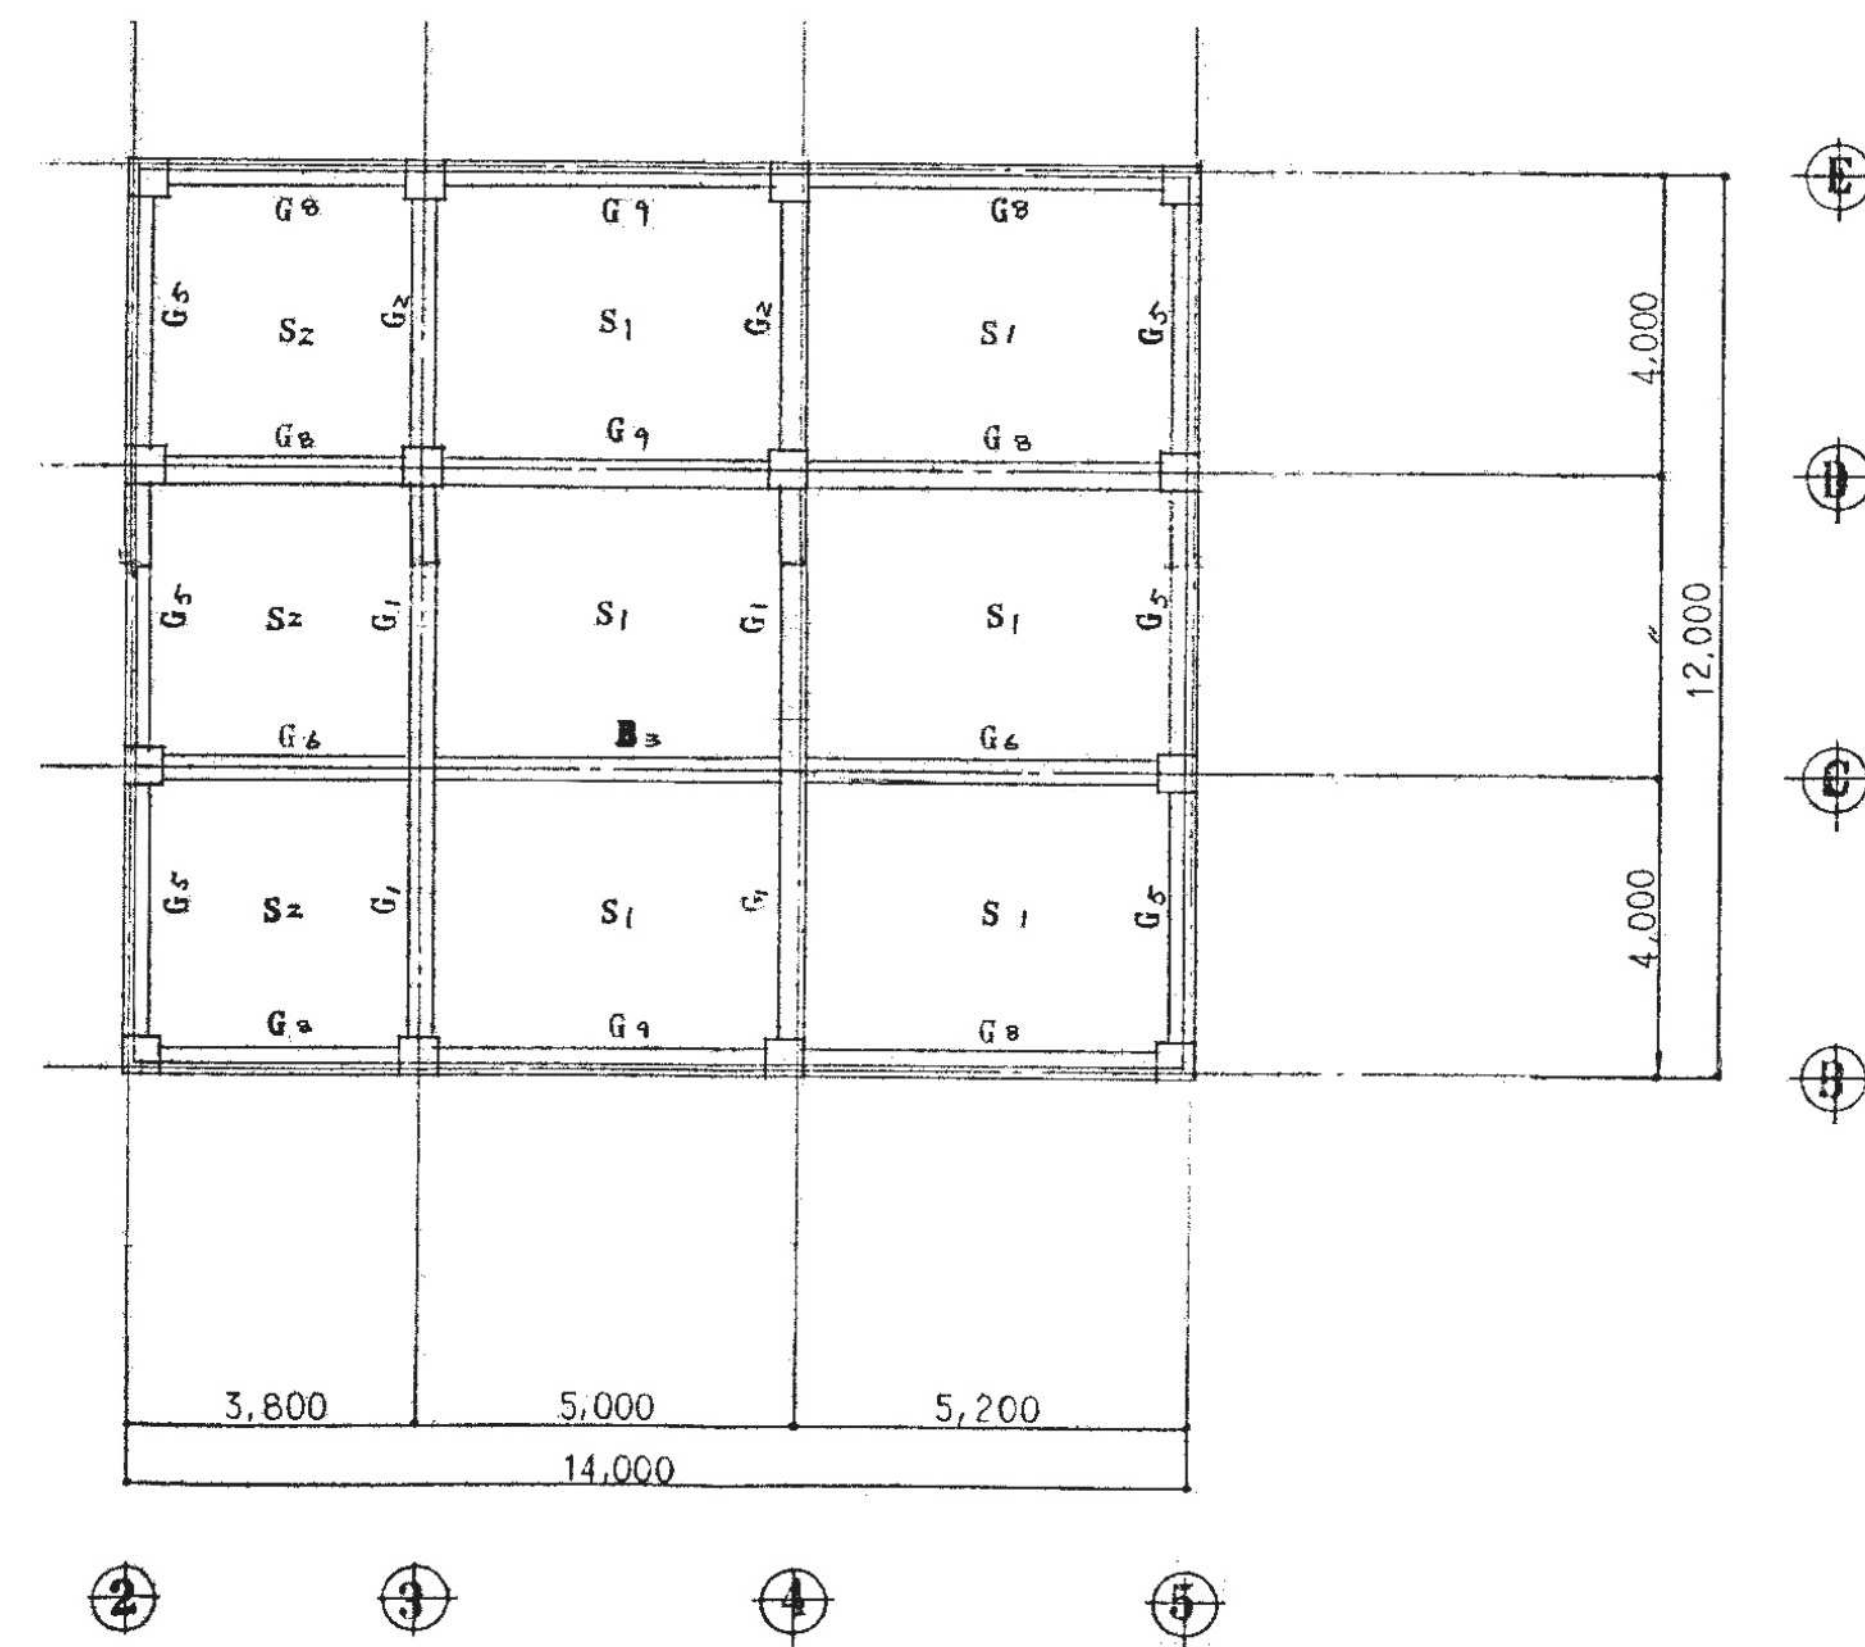 E
G8 G9 G8
G5 S2 G2 S1 G2 S1 G5 4,000
G8 G9 G8
D
G5 S2 G1 S1 G1 S1 G5 〃 12,000
G6 B3 G6
C
G5 S2 G1 S1 G1 S1 G5 4,000
G8 G9 G8
B
3,800 5,000 5,200
14,000
2 3 4 5